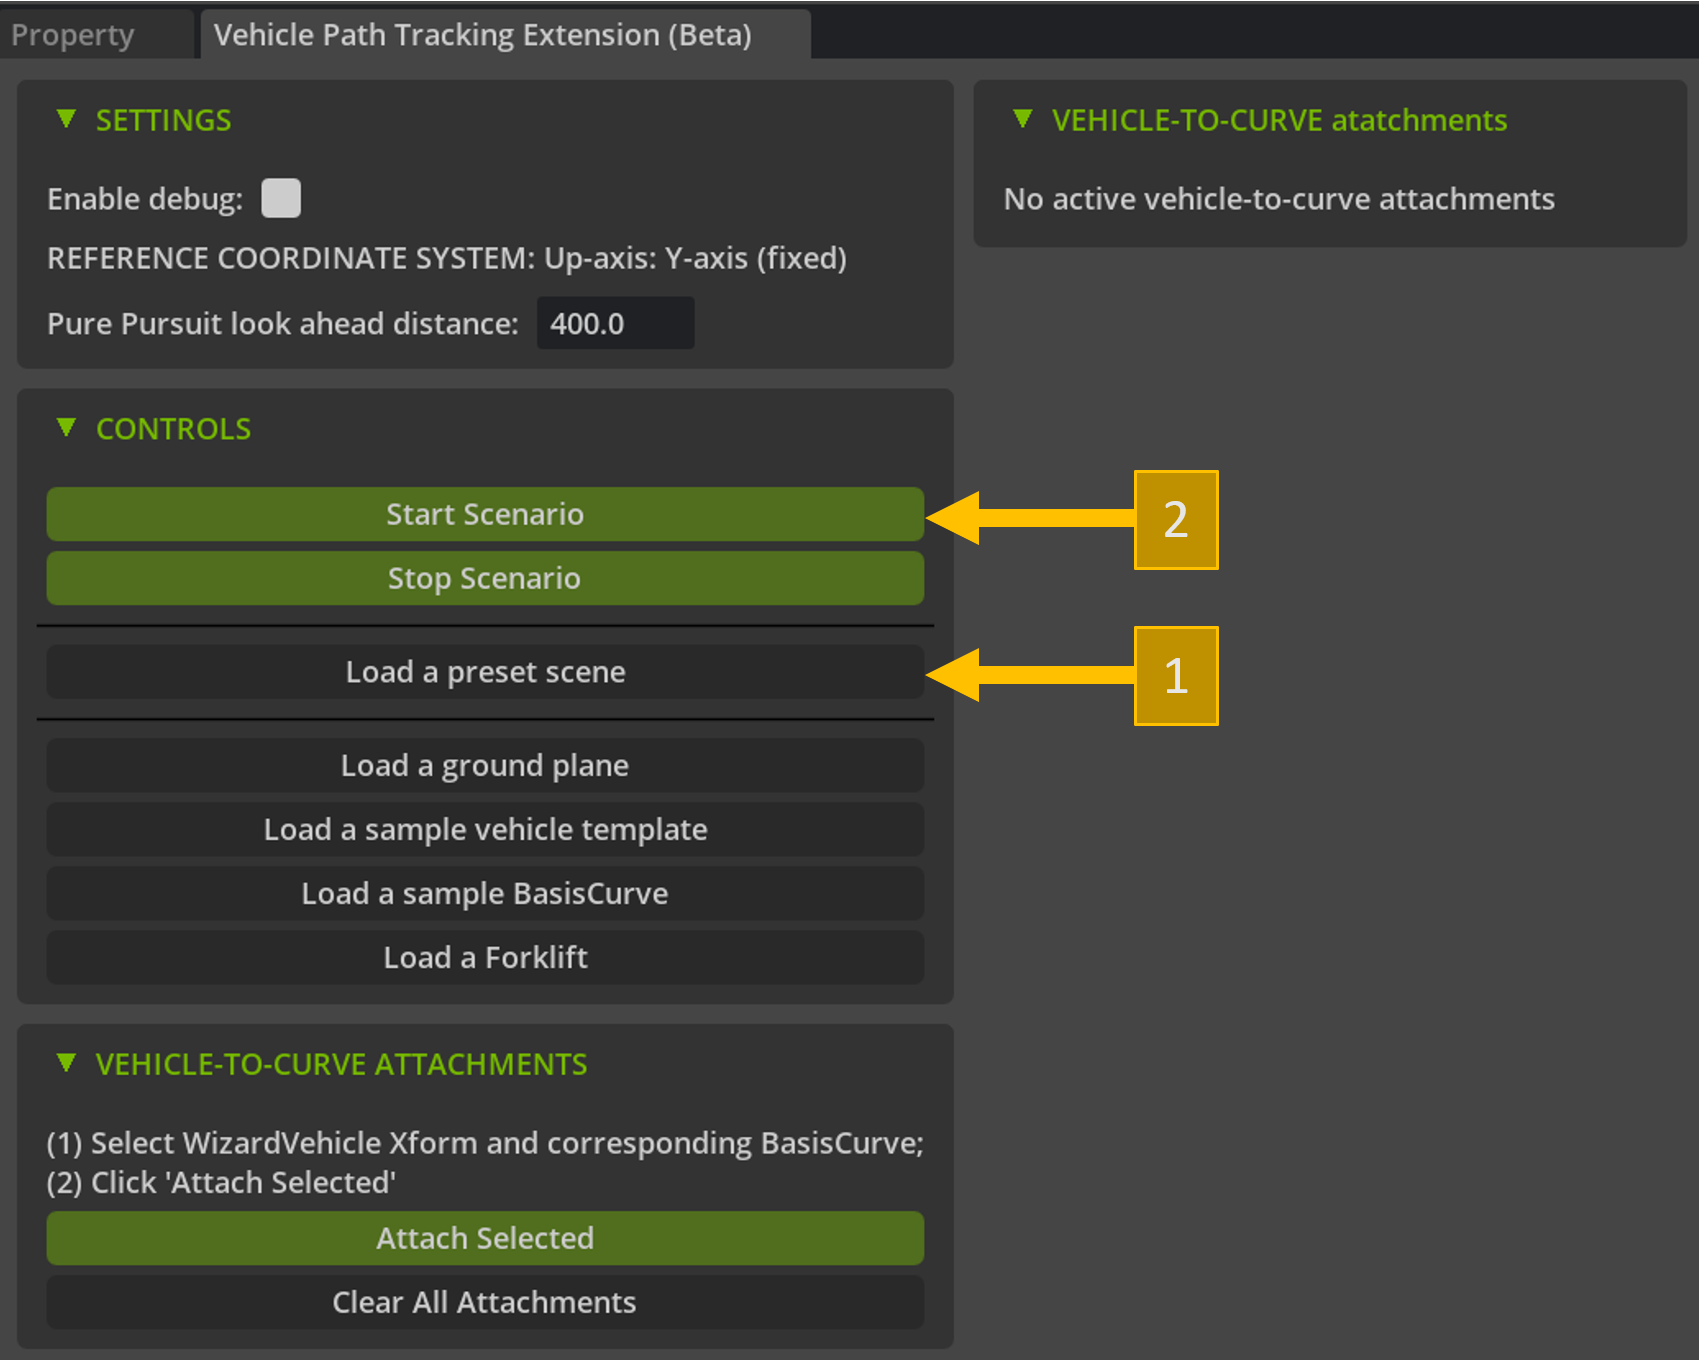 Property
Vehicle Path Tracking Extension (Beta)
▼ SETTINGS
Enable debug:
REFERENCE COORDINATE SYSTEM: Up-axis: Y-axis (fixed)
Pure Pursuit look ahead distance: 400.0
▼ CONTROLS
Start Scenario
2
Stop Scenario
Load a preset scene
1
Load a ground plane
Load a sample vehicle template
Load a sample BasisCurve
Load a Forklift
▼ VEHICLE-TO-CURVE ATTACHMENTS
(1) Select WizardVehicle Xform and corresponding BasisCurve;
(2) Click 'Attach Selected'
Attach Selected
Clear All Attachments
▼ VEHICLE-TO-CURVE atatchments
No active vehicle-to-curve attachments